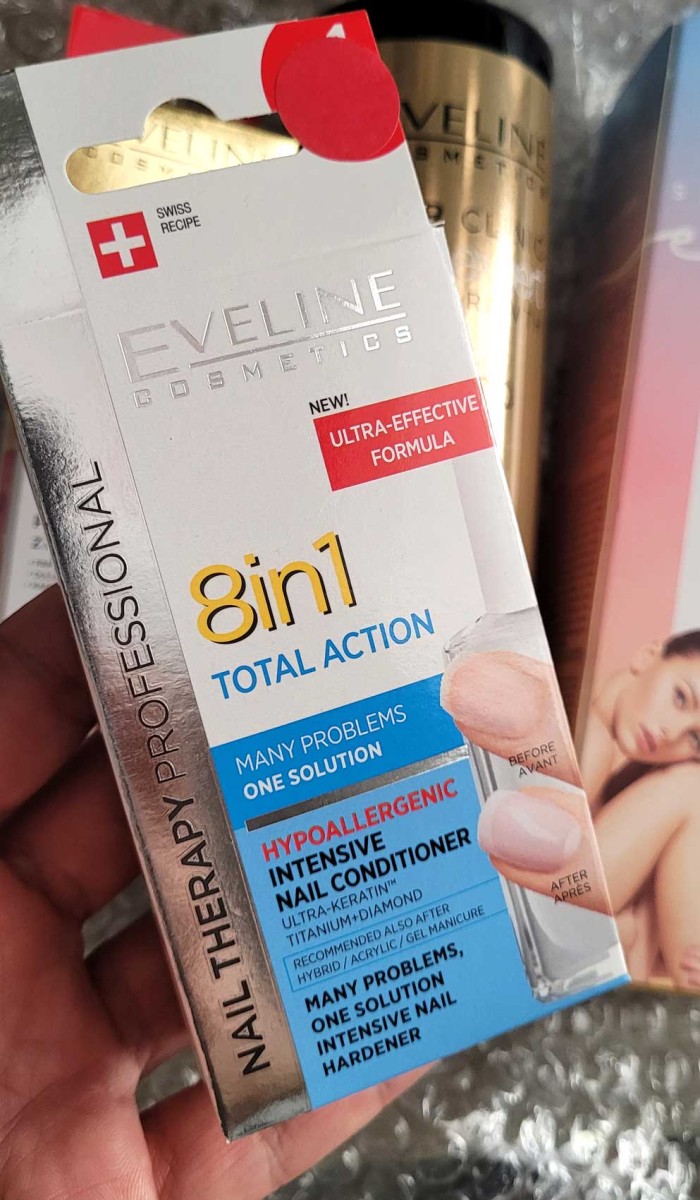 SWISS
RECIPE
EVELINE
COSMETICS
NEW!
ULTRA-EFFECTIVE
FORMULA
8in1
TOTAL ACTION
MANY PROBLEMS
ONE SOLUTION
HYPOALLERGENIC
INTENSIVE
NAIL CONDITIONER
ULTRA-KERATIN™
TITANIUM+DIAMOND
RECOMMENDED ALSO AFTER
HYBRID / ACRYLIC / GEL MANICURE
MANY PROBLEMS,
ONE SOLUTION
INTENSIVE NAIL
HARDENER
BEFORE
AVANT
AFTER
APRÈS
NAIL THERAPY PROFESSIONAL
EVELINE